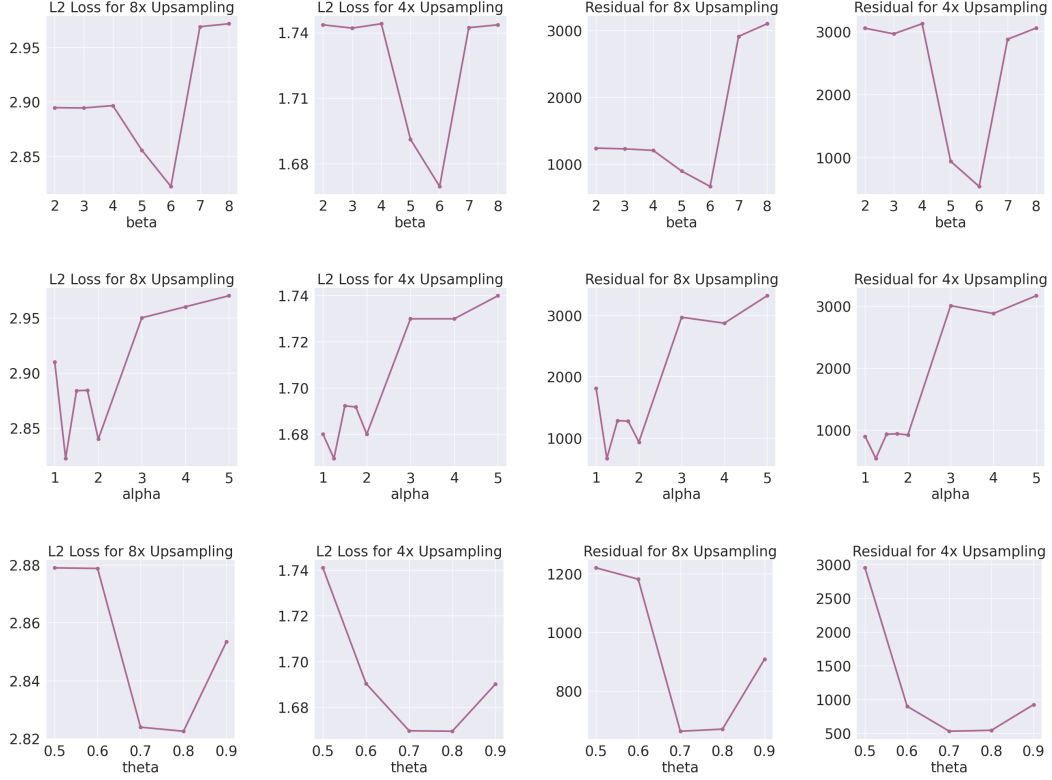 L2 Loss for 8x Upsampling
2.95
2.90
2.85
2 3 4 5 6 7 8
beta
L2 Loss for 4x Upsampling
1.74
1.71
1.68
2 3 4 5 6 7 8
beta
Residual for 8x Upsampling
3000
2000
1000
2 3 4 5 6 7 8
beta
Residual for 4x Upsampling
3000
2000
1000
2 3 4 5 6 7 8
beta
L2 Loss for 8x Upsampling
2.95
2.90
2.85
1 2 3 4 5
alpha
L2 Loss for 4x Upsampling
1.74
1.72
1.70
1.68
1 2 3 4 5
alpha
Residual for 8x Upsampling
3000
2000
1000
1 2 3 4 5
alpha
Residual for 4x Upsampling
3000
2000
1000
1 2 3 4 5
alpha
L2 Loss for 8x Upsampling
2.88
2.86
2.84
2.82
0.5 0.6 0.7 0.8 0.9
theta
L2 Loss for 4x Upsampling
1.74
1.72
1.70
1.68
0.5 0.6 0.7 0.8 0.9
theta
Residual for 8x Upsampling
1200
1000
800
0.5 0.6 0.7 0.8 0.9
theta
Residual for 4x Upsampling
3000
2500
2000
1500
1000
500
0.5 0.6 0.7 0.8 0.9
theta